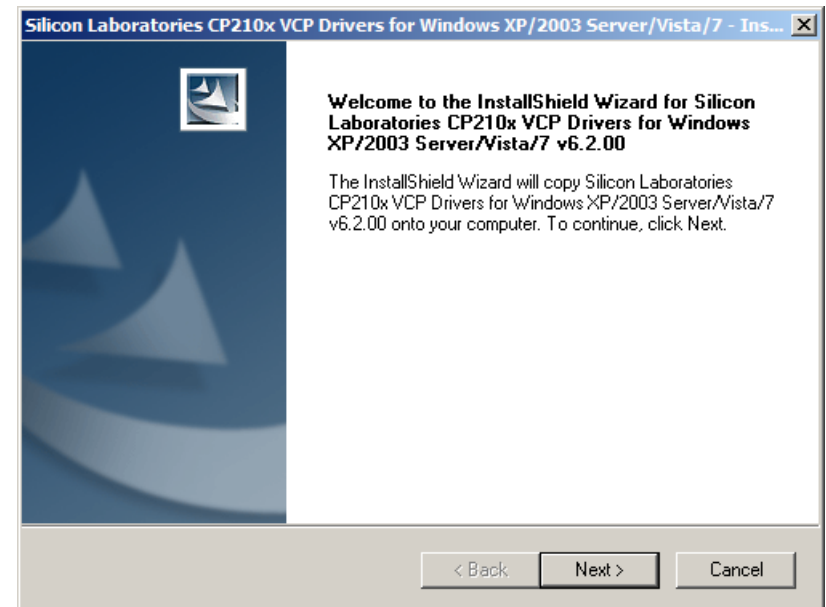 Silicon Laboratories CP210x VCP Drivers for Windows XP/2003 Server/Vista/7 - Ins...
Welcome to the InstallShield Wizard for Silicon
Laboratories CP210x VCP Drivers for Windows
XP/2003 Server/Vista/7 v6.2.00
The InstallShield Wizard will copy Silicon Laboratories
CP210x VCP Drivers for Windows XP/2003 Server/Vista/7
v6.2.00 onto your computer. To continue, click Next.
< Back
Next >
Cancel